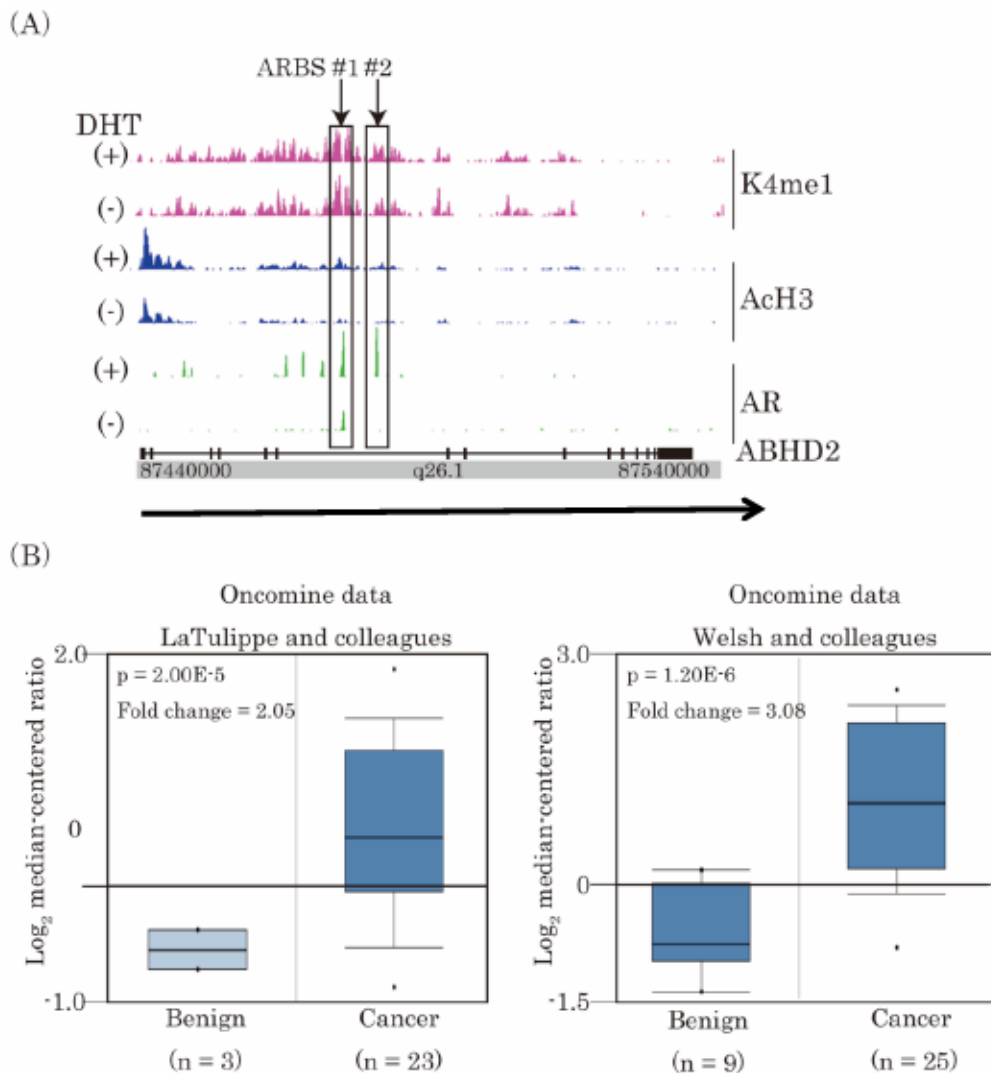 (A)
ARBS #1 #2
DHT
(+)
(-)
K4me1
(+)
(-)
AcH3
(+)
(-)
AR
ABHD2
87440000 q26.1 87540000
(B)
Oncomine data
LaTulippe and colleagues
Log2 median-centered ratio
2.0
0
-1.0
p = 2.00E-5
Fold change = 2.05
Benign Cancer
(n = 3) (n = 23)
Oncomine data
Welsh and colleagues
Log2 median-centered ratio
3.0
0
-1.5
p = 1.20E-6
Fold change = 3.08
Benign Cancer
(n = 9) (n = 25)